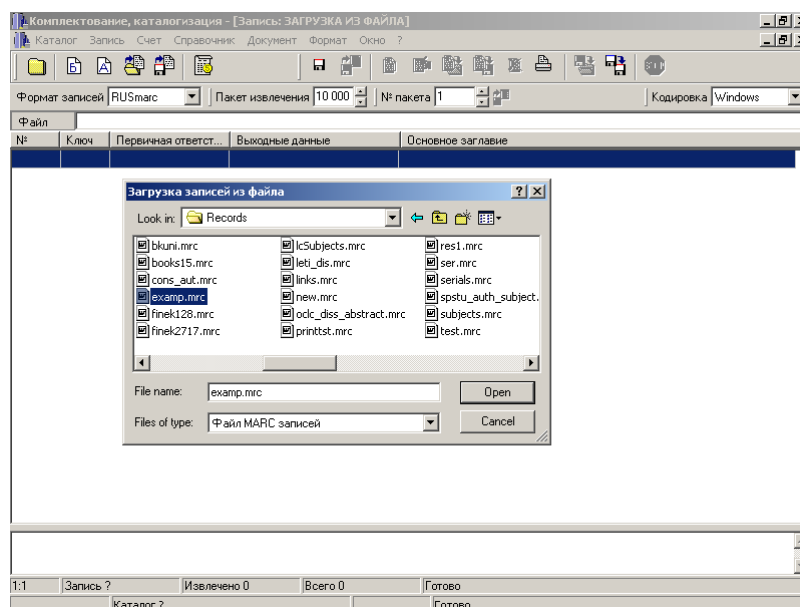 Комплектование, каталогизация - [Запись: ЗАГРУЗКА ИЗ ФАЙЛА]
Каталог Запись Счет Справочник Документ Формат Окно ?
Формат записей RUSmarc Пакет извлечения 10 000 № пакета 1 Кодировка Windows
Файл
№ Ключ Первичная ответст... Выходные данные Основное заглавие
Загрузка записей из файла
Look in: Records
bkuni.mrc lcSubjects.mrc res1.mrc
books15.mrc leti_dis.mrc ser.mrc
cons_aut.mrc links.mrc serials.mrc
examp.mrc new.mrc spstu_auth_subject.
finek128.mrc oclc_diss_abstract.mrc subjects.mrc
finek2717.mrc printtst.mrc test.mrc
File name: examp.mrc Open
Files of type: Файл MARC записей Cancel
1:1 Запись ? Извлечено 0 Всего 0 Готово
Каталог ? Готово